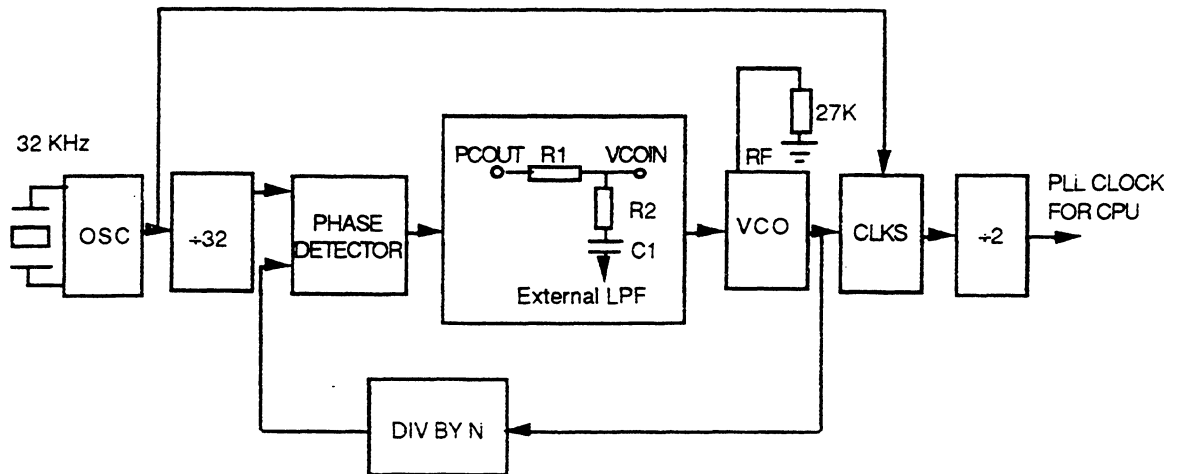 32 KHz
OSC
÷32
PHASE
DETECTOR
PCOUT
R1
VCOIN
R2
C1
External LPF
27K
RF
VCO
CLKS
÷2
PLL CLOCK
FOR CPU
DIV BY N